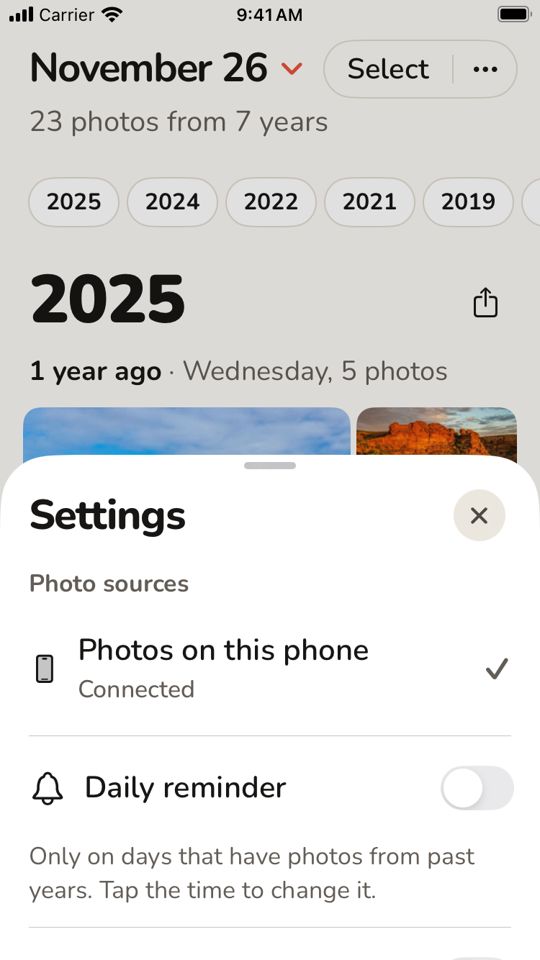 Carrier 9:41 AM
November 26 Select
23 photos from 7 years
2025 2024 2022 2021 2019
2025
1 year ago · Wednesday, 5 photos
Settings
Photo sources
Photos on this phone
Connected
Daily reminder
Only on days that have photos from past
years. Tap the time to change it.